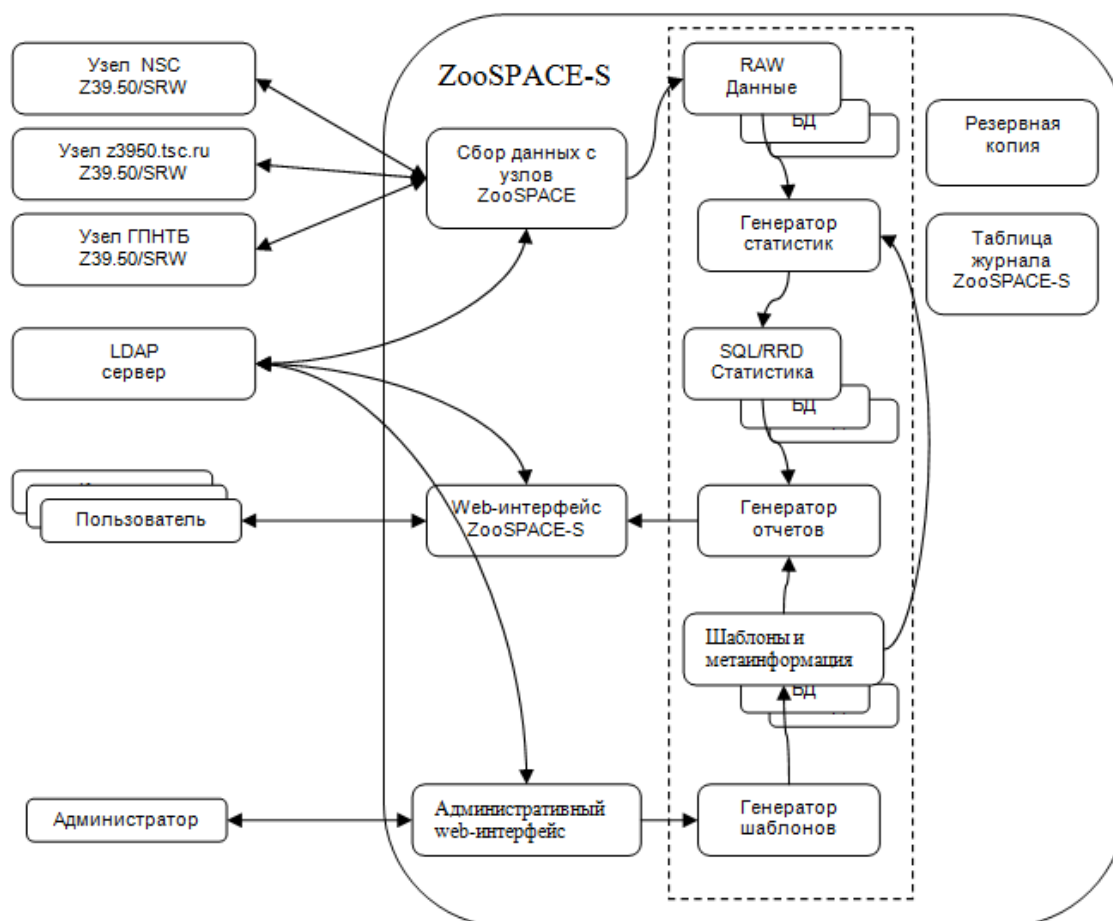 Узел NSC
Z39.50/SRW
Узел z3950.tsc.ru
Z39.50/SRW
Узел ГПНТБ
Z39.50/SRW
LDAP
сервер
Пользователь
Администратор
ZooSPACE-S
Сбор данных с
узлов
ZooSPACE
Web-интерфейс
ZooSPACE-S
Административный
web-интерфейс
RAW
Данные
БД
Генератор
статистик
SQL/RRD
Статистика
БД
Генератор
отчетов
Шаблоны и
метаинформация
БД
Генератор
шаблонов
Резервная
копия
Таблица
журнала
ZooSPACE-S